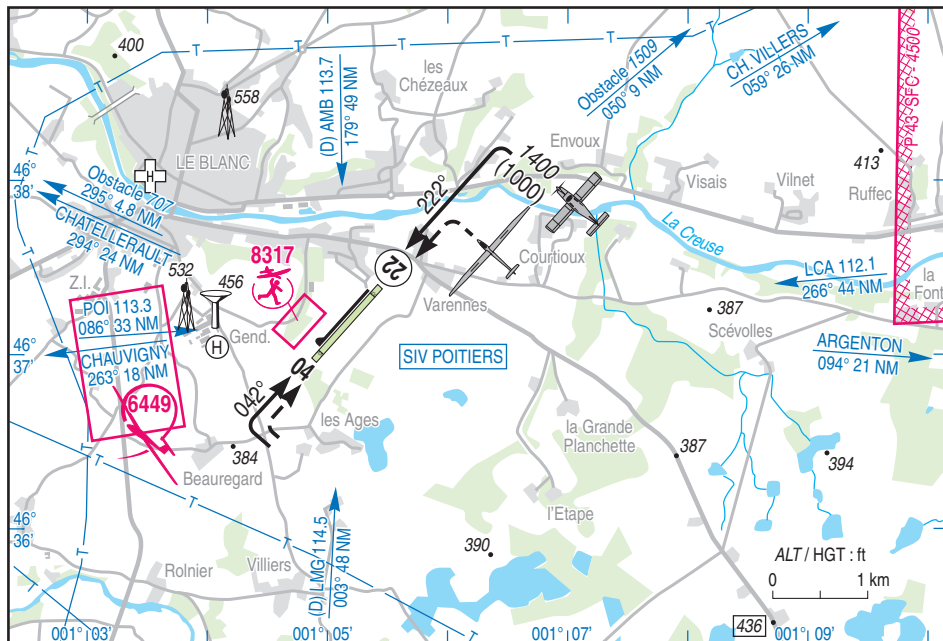 400
558
(D) AMB 113.7
179° 49 NM
les
Chézeaux
Obstacle 1509
050° 9 NM
CH. VILLERS
059° 26 NM
P 43 SFC - 4500
LE BLANC
H
46°
38'
Obstacle 707
295° 4.8 NM
CHATELLERAULT
294° 24 NM
222°
1400
(1000)
Envoux
Visais
Vilnet
413
Ruffec
La Creuse
Courtioux
22
Varennes
Z.I.
532
456
8317
Gend.
H
POI 113.3
086° 33 NM
CHAUVIGNY
263° 18 NM
6449
46°
37'
LCA 112.1
266° 44 NM
la
Font
387
Scévolles
ARGENTON
094° 21 NM
SIV POITIERS
04
042°
les Ages
384
Beauregard
la Grande
Planchette
387
394
l'Etape
46°
36'
390
(D) LMG 114.5
003° 48 NM
Rolnier
Villiers
ALT / HGT : ft
0 1 km
436
001° 03'
001° 05'
001° 07'
001° 09'
T
T
T
T
T
T
T
T
T
T
T